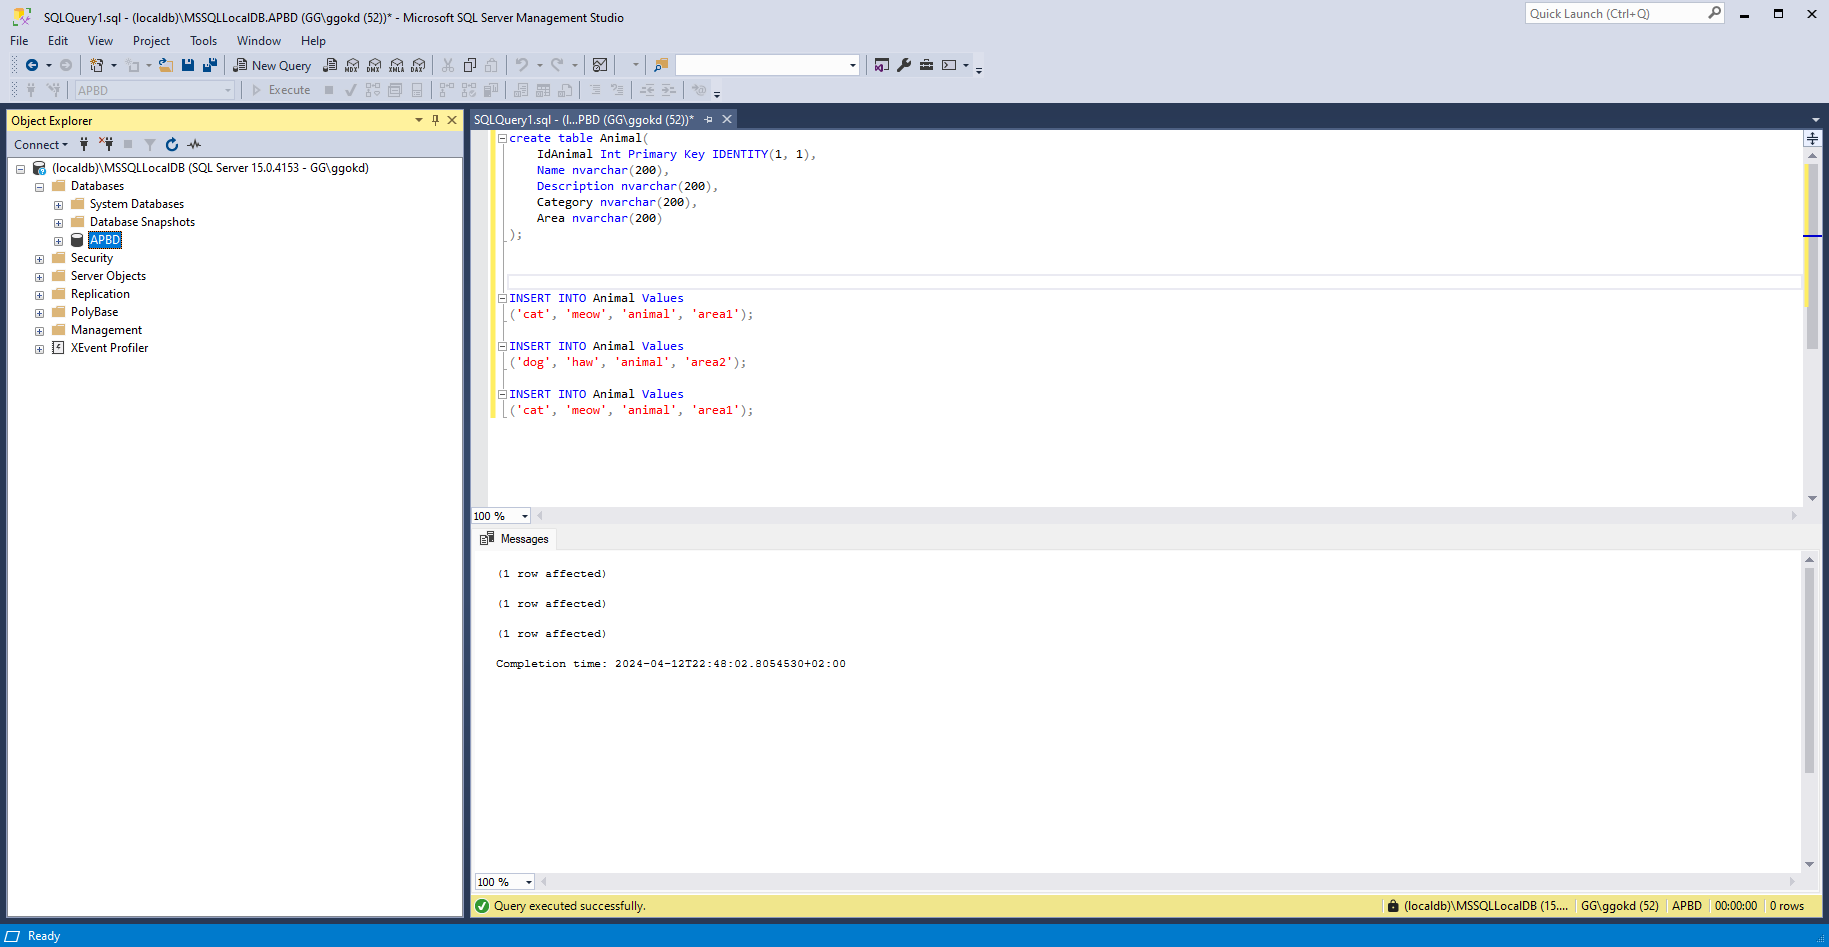 SQLQuery1.sql - (localdb)\MSSQLLocalDB.APBD (GG\ggokd (52))* - Microsoft SQL Server Management Studio
Quick Launch (Ctrl+Q)
File Edit View Project Tools Window Help
New Query MDX DMX XMLA DAX
APBD Execute
Object Explorer
Connect
(localdb)\MSSQLLocalDB (SQL Server 15.0.4153 - GG\ggokd)
Databases
System Databases
Database Snapshots
APBD
Security
Server Objects
Replication
PolyBase
Management
XEvent Profiler
SQLQuery1.sql - (l...PBD (GG\ggokd (52))*
create table Animal(
IdAnimal Int Primary Key IDENTITY(1, 1),
Name nvarchar(200),
Description nvarchar(200),
Category nvarchar(200),
Area nvarchar(200)
);
INSERT INTO Animal Values
('cat', 'meow', 'animal', 'area1');
INSERT INTO Animal Values
('dog', 'haw', 'animal', 'area2');
INSERT INTO Animal Values
('cat', 'meow', 'animal', 'area1');
100 %
Messages
(1 row affected)
(1 row affected)
(1 row affected)
Completion time: 2024-04-12T22:48:02.8054530+02:00
100 %
Query executed successfully.
(localdb)\MSSQLLocalDB (15.... GG\ggokd (52) APBD 00:00:00 0 rows
Ready